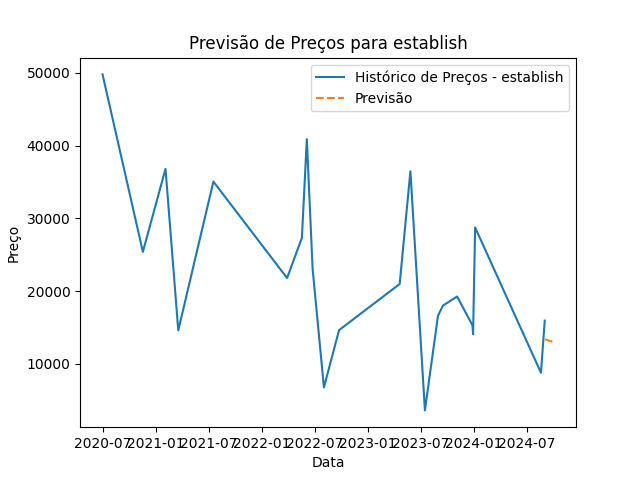 Previsão de Preços para establish
Histórico de Preços - establish
Previsão
50000
40000
30000
20000
10000
Preço
2020-07 2021-01 2021-07 2022-01 2022-07 2023-01 2023-07 2024-01 2024-07
Data